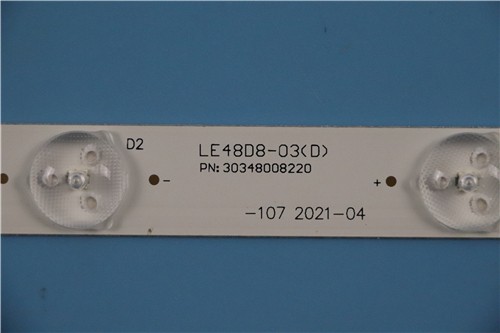 D2
LE48D8-03(D)
PN: 30348008220
- +
-107 2021-04